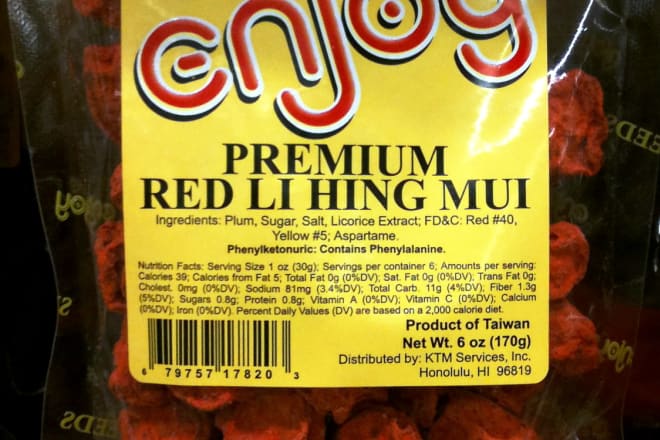 enjoy
PREMIUM
RED LI HING MUI
Ingredients: Plum, Sugar, Salt, Licorice Extract; FD&C: Red #40,
Yellow #5; Aspartame.
Phenylketonuric: Contains Phenylalanine.
Nutrition Facts: Serving Size 1 oz (30g); Servings per container 6; Amounts per serving:
Calories 39; Calories from Fat 5; Total Fat 0g (0%DV); Sat. Fat 0g (0%DV); Trans Fat 0g;
Cholest. 0mg (0%DV); Sodium 81mg (3.4%DV); Total Carb. 11g (4%DV); Fiber 1.3g
(5%DV); Sugars 0.8g; Protein 0.8g; Vitamin A (0%DV); Vitamin C (0%DV); Calcium
(0%DV); Iron (0%DV). Percent Daily Values (DV) are based on a 2,000 calorie diet.
Product of Taiwan
Net Wt. 6 oz (170g)
Distributed by: KTM Services, Inc.
Honolulu, HI 96819
6 79757 17820 3